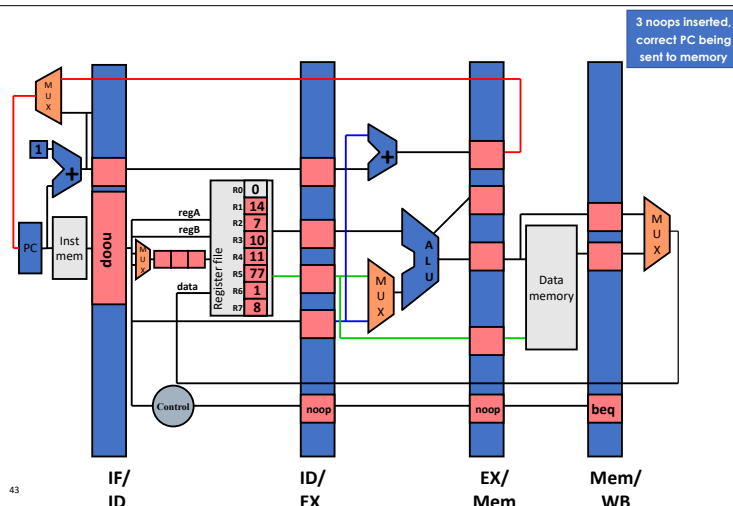 3 noops inserted,
correct PC being
sent to memory
M
U
X
1
+
+
PC
Inst
mem
doou
regA
regB
M
U
X
data
Register file
R0 0
R1 14
R2 7
R3 10
R4 11
R5 77
R6 1
R7 8
M
U
X
A
L
U
Data
memory
M
U
X
Control
noop
noop
beq
IF/
ID
ID/
EX
EX/
Mem
Mem/
WB
43